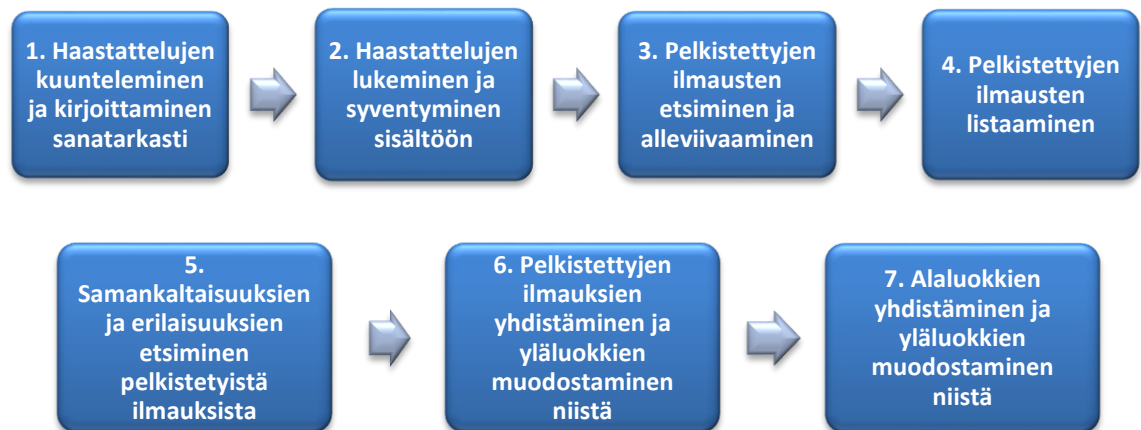 1. Haastattelujen
kuunteleminen
ja kirjoittaminen
sanatarkasti
2. Haastattelujen
lukeminen ja
syventyminen
sisältöön
3. Pelkistettyjen
ilmausten
etsiminen ja
alleviivaaminen
4. Pelkistettyjen
ilmausten
listaaminen
5.
Samankaltaisuuksien
ja erilaisuuksien
etsiminen
pelkistetyistä
ilmauksista
6. Pelkistettyjen
ilmauksien
yhdistäminen ja
yläluokkien
muodostaminen
niistä
7. Alaluokkien
yhdistäminen ja
yläluokkien
muodostaminen
niistä